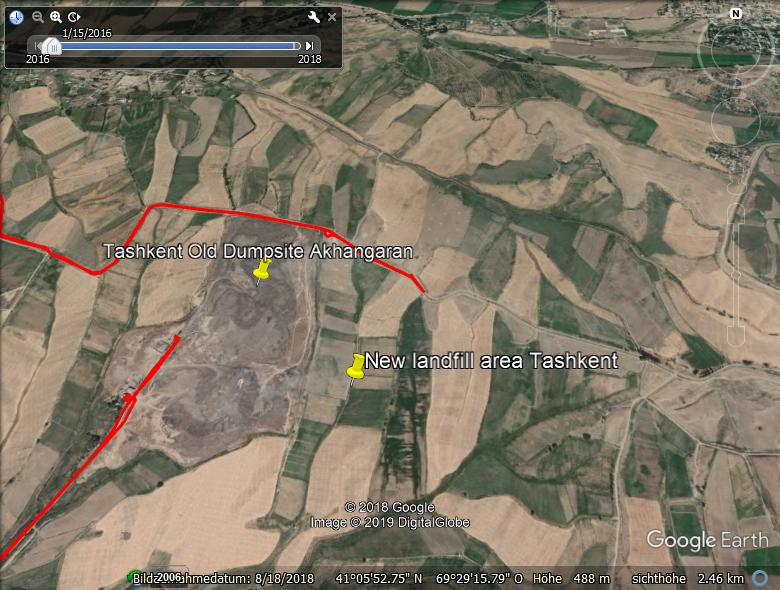 1/15/2016
2016
2018
N
Tashkent Old Dumpsite Akhangaran
New landfill area Tashkent
© 2018 Google
Image © 2019 DigitalGlobe
Google Earth
2006 8/18/2018 41°05'52.75" N 69°29'15.79" O Höhe 488 m sichthöhe 2.46 km